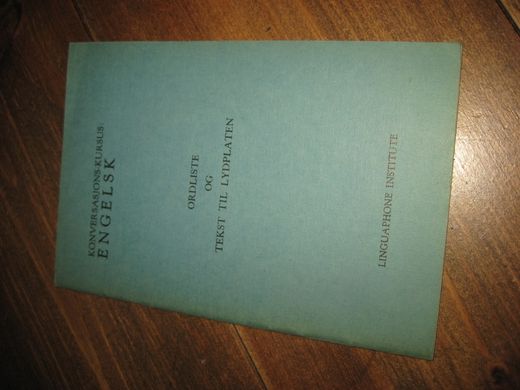 KONVERSASJONS-KURSUS
ENGELSK
ORDLISTE
OG
TEKST TIL LYDPLATEN
LINGUAPHONE INSTITUTE